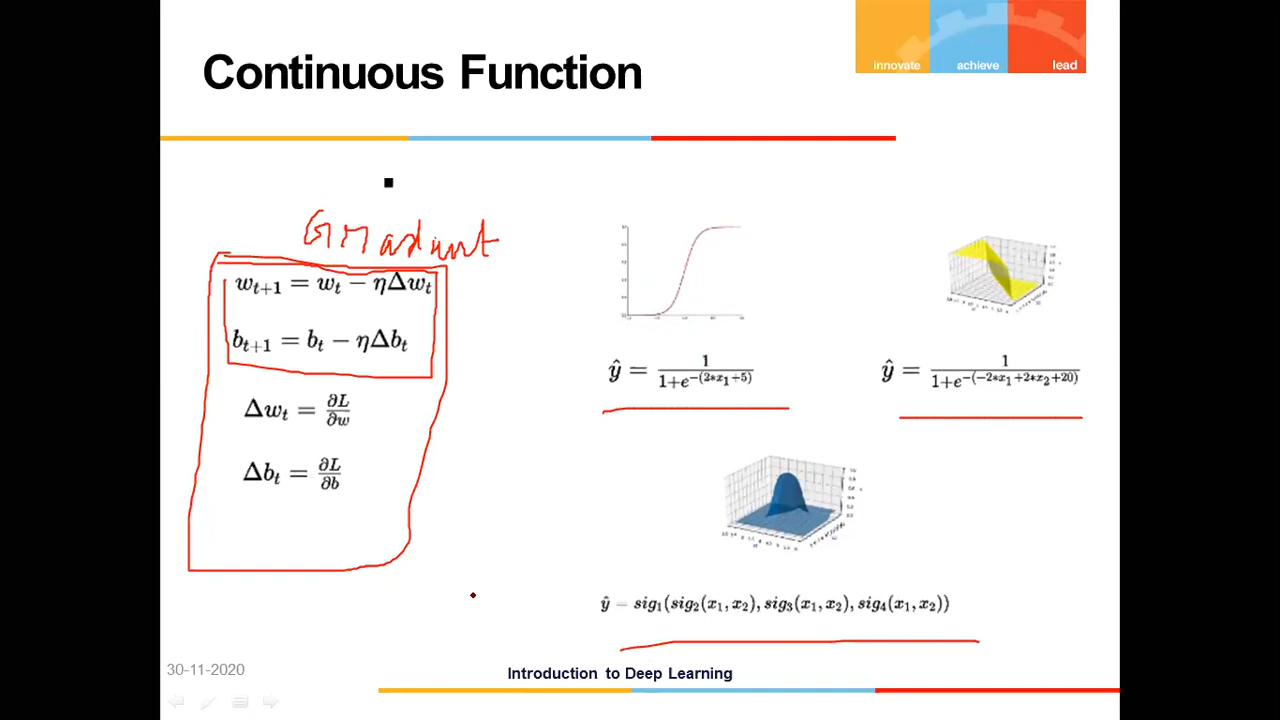 Continuous Function
innovate achieve lead
Gradient
w_{t+1} = w_t − ηΔw_t
b_{t+1} = b_t − ηΔb_t
Δw_t = ∂L/∂w
Δb_t = ∂L/∂b
ŷ = 1/(1+e^{−(2*x_1+5)})
ŷ = 1/(1+e^{−(−2*x_1+2*x_2+20)})
ŷ = sig_1(sig_2(x_1, x_2), sig_3(x_1, x_2), sig_4(x_1, x_2))
30-11-2020
Introduction to Deep Learning